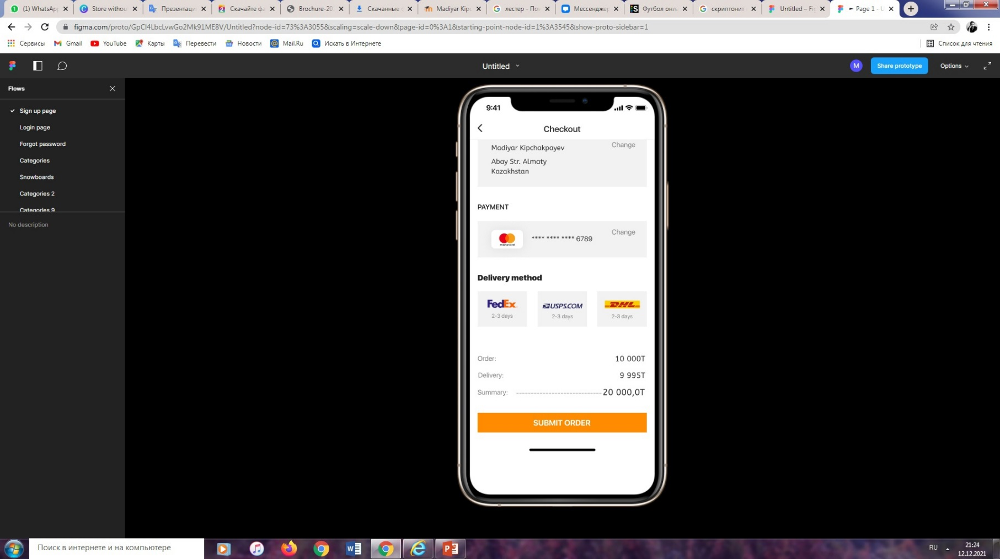 (1) WhatsApp
Store withou
Презентаци
Скачайте фа
Brochure-20
Скачанные ф
Madiyar Kipc
лестер - Пои
Мессенджер
Футбол онла
скриптонит
Untitled – Fig
► Page 1 - U
figma.com/proto/GpCl4LbcLvwGo2Mk91ME8V/Untitled?node-id=73%3A3055&scaling=scale-down&page-id=0%3A1&starting-point-node-id=1%3A3545&show-proto-sidebar=1
Сервисы
Gmail
YouTube
Карты
Перевести
Новости
Mail.Ru
Искать в Интернете
Список для чтения
Untitled
M
Share prototype
Options
Flows
Sign up page
Login page
Forgot password
Categories
Snowboards
Categories 2
Categories 9
No description
9:41
Checkout
Madiyar Kipchakpayev
Change
Abay Str. Almaty
Kazakhstan
PAYMENT
mastercard
**** **** **** 6789
Change
Delivery method
FedEx
2-3 days
USPS.COM
2-3 days
DHL
2-3 days
Order:
10 000T
Delivery:
9 995T
Summary: ------------------------------ 20 000,0T
SUBMIT ORDER
Поиск в интернете и на компьютере
RU
21:24
12.12.2021